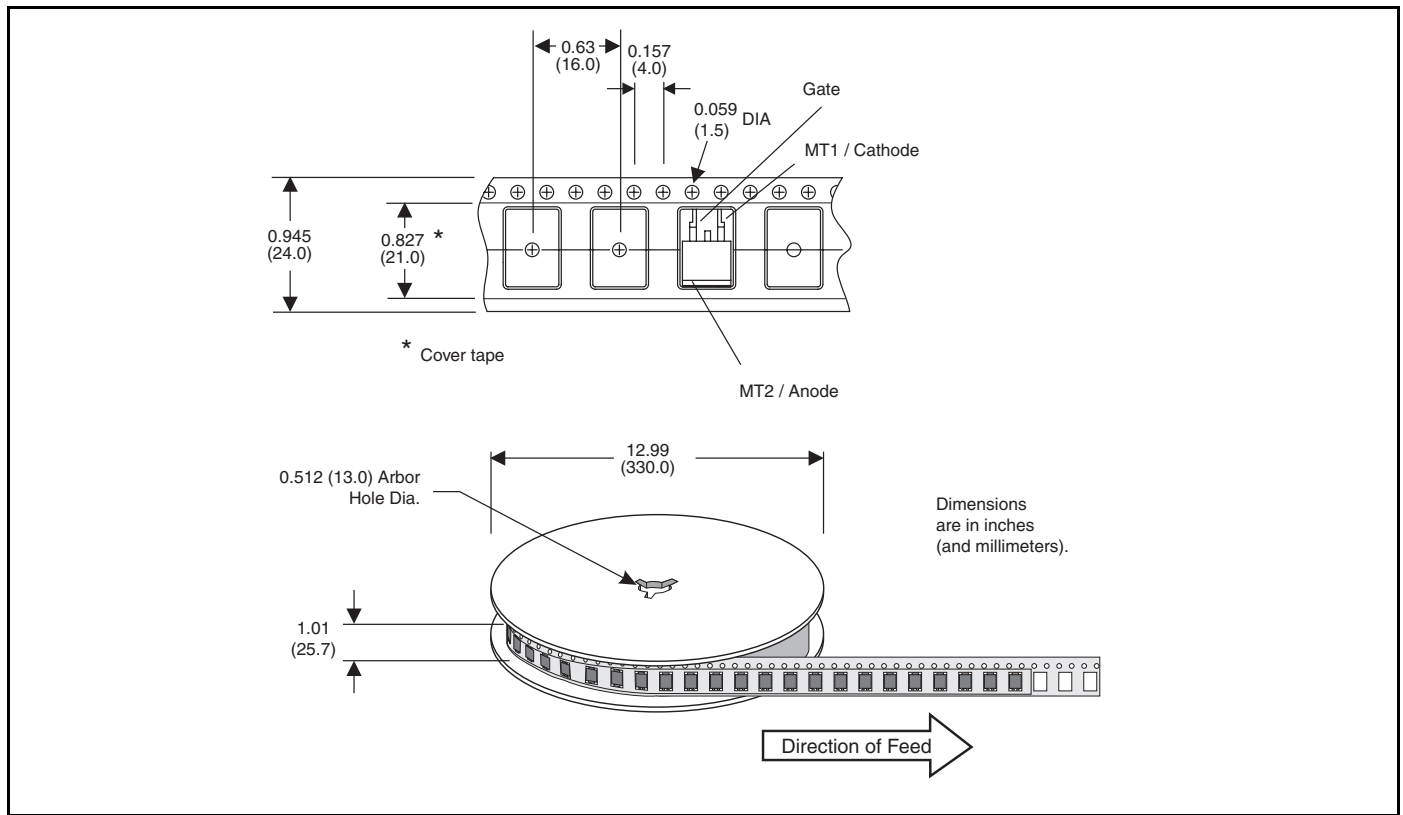 0.63
(16.0)
0.157
(4.0)
0.059
(1.5)
DIA
Gate
MT1 / Cathode
0.945
(24.0)
0.827
(21.0)
*
* Cover tape
MT2 / Anode
12.99
(330.0)
0.512 (13.0) Arbor
Hole Dia.
Dimensions
are in inches
(and millimeters).
1.01
(25.7)
Direction of Feed